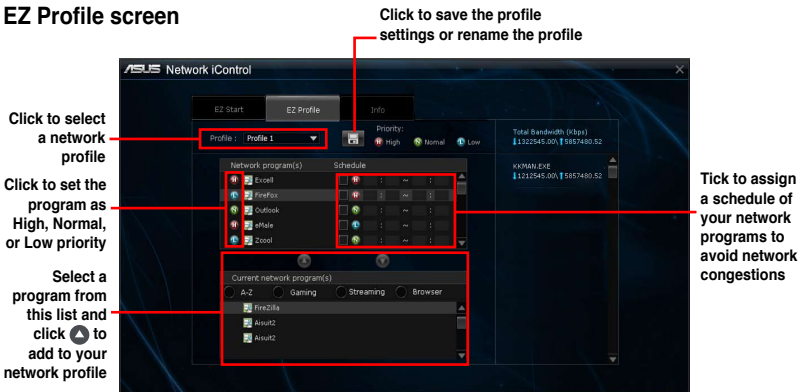 EZ Profile screen
Click to save the profile
settings or rename the profile
ASUS Network iControl
EZ Start
EZ Profile
Info
Click to select
a network
profile
Profile :
Profile 1
Priority:
H High
N Nomal
L Low
Total Bandwidth (Kbps)
1322545.00\ 5857480.52
Click to set the
program as
High, Normal,
or Low priority
Network program(s)
Schedule
H Excell H : ~ :
L FireFox H : ~ :
N Outlook N : ~ :
H eMale L : ~ :
L Zcool N : ~ :
KKMAN.EXE
1212545.00\ 5857480.52
Tick to assign
a schedule of
your network
programs to
avoid network
congestions
Select a
program from
this list and
click to
add to your
network profile
Current network program(s)
A-Z
Gaming
Streaming
Browser
FireZilla
Aisuit2
Aisuit2